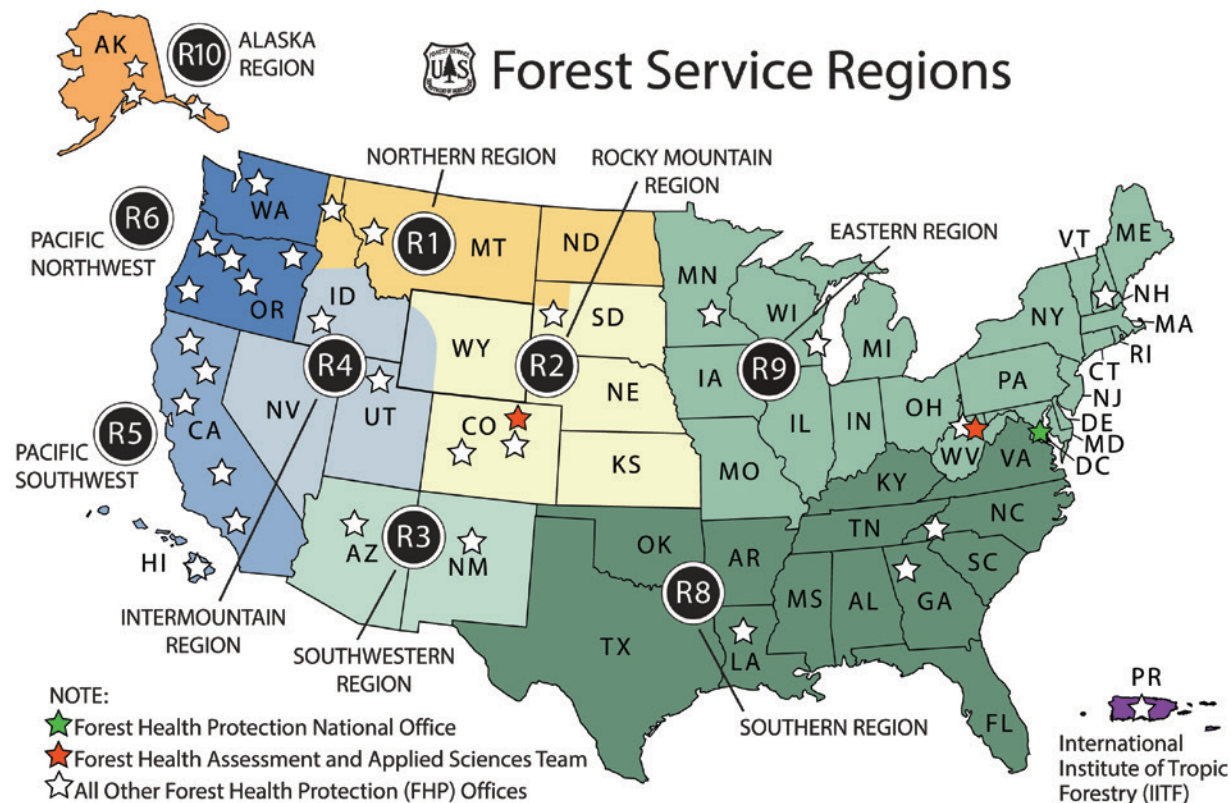 AK
R10
ALASKA
REGION
FOREST SERVICE
U S
DEPARTMENT OF AGRICULTURE
Forest Service Regions
NORTHERN REGION
ROCKY MOUNTAIN
REGION
R6
PACIFIC
NORTHWEST
WA
R1
MT
ND
EASTERN REGION
VT
ME
MN
OR
ID
SD
WI
NH
NY
MA
WY
R2
MI
RI
R4
R9
IA
CT
PA
NE
NJ
NV
UT
OH
R5
CA
CO
IL
IN
DE
MD
PACIFIC
SOUTHWEST
KS
MO
WV
VA
DC
KY
R3
NC
AZ
NM
OK
TN
HI
AR
SC
R8
MS
AL
GA
INTERMOUNTAIN
REGION
TX
LA
SOUTHWESTERN
REGION
PR
NOTE:
FL
SOUTHERN REGION
Forest Health Protection National Office
Forest Health Assessment and Applied Sciences Team
All Other Forest Health Protection (FHP) Offices
International
Institute of Tropic
Forestry (IITF)